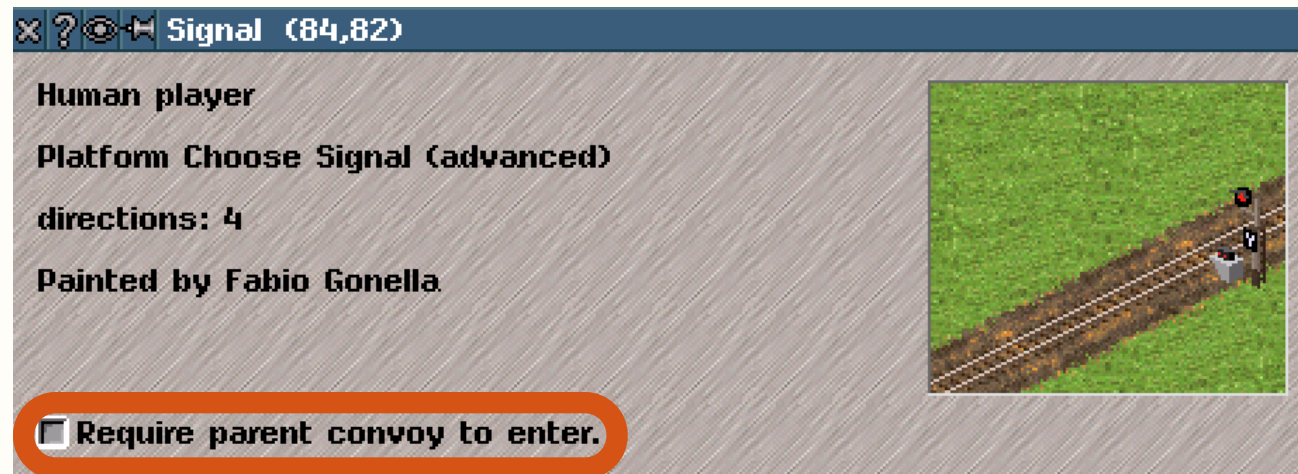 Signal (84,82)
Human player
Platform Choose Signal (advanced)
directions: 4
Painted by Fabio Gonella
Require parent convoy to enter.